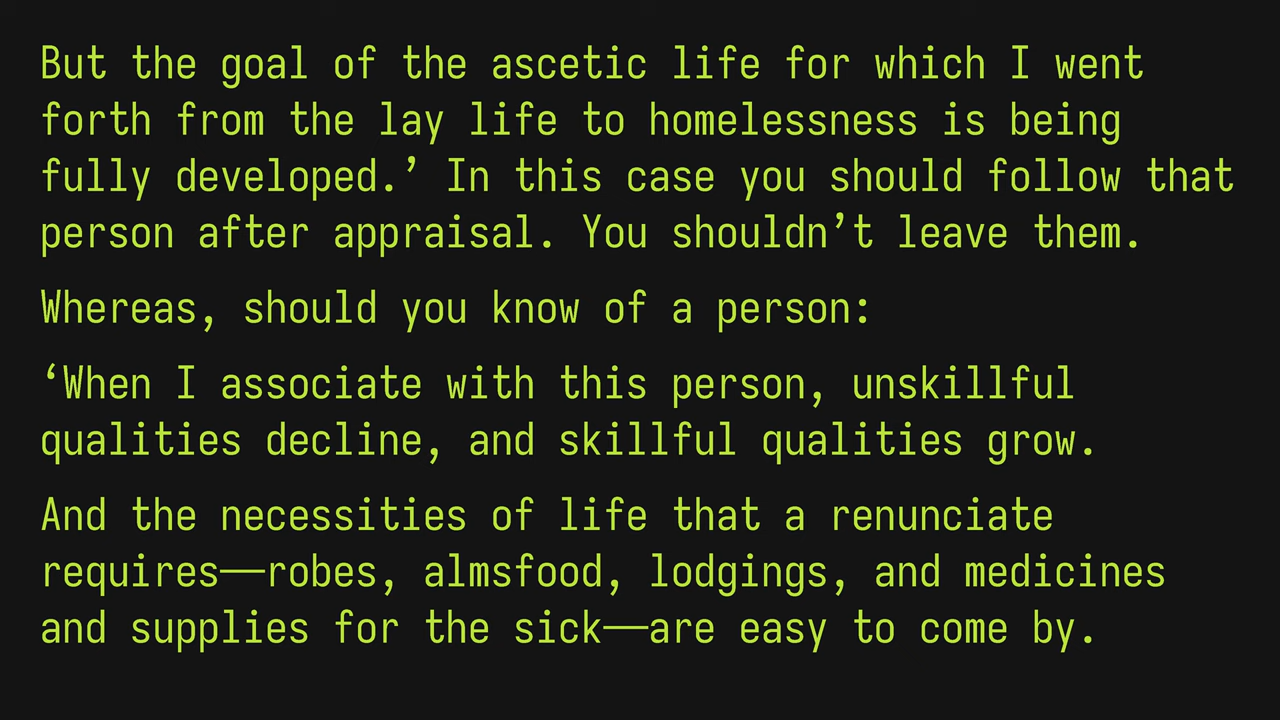 But the goal of the ascetic life for which I went
forth from the lay life to homelessness is being
fully developed.’ In this case you should follow that
person after appraisal. You shouldn’t leave them.
Whereas, should you know of a person:
‘When I associate with this person, unskillful
qualities decline, and skillful qualities grow.
And the necessities of life that a renunciate
requires—robes, almsfood, lodgings, and medicines
and supplies for the sick—are easy to come by.